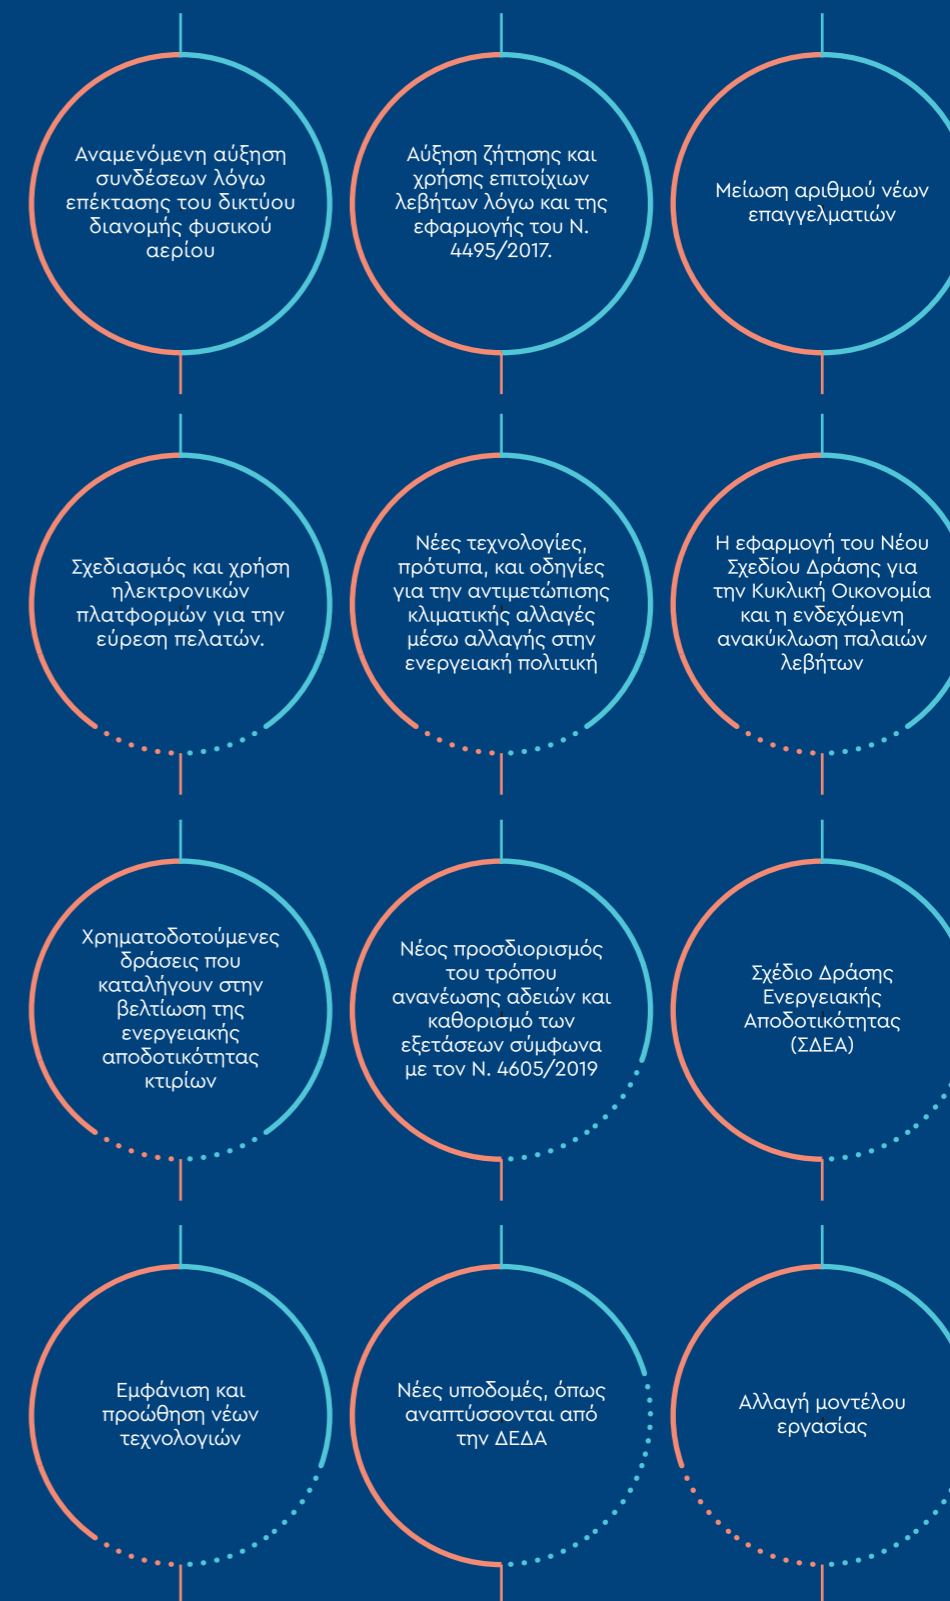 Αναμενόμενη αύξηση
συνδέσεων λόγω
επέκτασης του δικτύου
διανομής φυσικού
αερίου
Αύξηση ζήτησης και
χρήσης επιτοίχιων
λεβήτων λόγω και της
εφαρμογής του Ν.
4495/2017.
Μείωση αριθμού νέων
επαγγελματιών
Σχεδιασμός και χρήση
ηλεκτρονικών
πλατφορμών για την
εύρεση πελατών.
Νέες τεχνολογίες,
πρότυπα, και οδηγίες
για την αντιμετώπισης
κλιματικής αλλαγές
μέσω αλλαγής στην
ενεργειακή πολιτική
Η εφαρμογή του Νέου
Σχεδίου Δράσης για
την Κυκλική Οικονομία
και η ενδεχόμενη
ανακύκλωση παλαιών
λεβήτων
Χρηματοδοτούμενες
δράσεις που
καταλήγουν στην
βελτίωση της
ενεργειακής
αποδοτικότητας
κτιρίων
Νέος προσδιορισμός
του τρόπου
ανανέωσης αδειών και
καθορισμό των
εξετάσεων σύμφωνα
με τον Ν. 4605/2019
Σχέδιο Δράσης
Ενεργειακής
Αποδοτικότητας
(ΣΔΕΑ)
Εμφάνιση και
προώθηση νέων
τεχνολογιών
Νέες υποδομές, όπως
αναπτύσσονται από
την ΔΕΔΑ
Αλλαγή μοντέλου
εργασίας